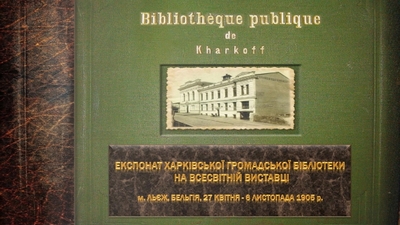 Bibliothèque publique
de
Kharkoff
ЕКСПОНАТ ХАРКІВСЬКОЇ ГРОМАДСЬКОЇ БІБЛІОТЕКИ
НА ВСЕСВІТНІЙ ВИСТАВЦІ
м. ЛЬЄЖ, БЕЛЬГІЯ, 27 КВІТНЯ - 6 ЛИСТОПАДА 1905 р.